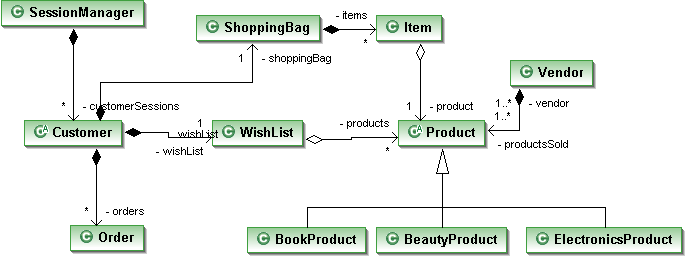 SessionManager
ShoppingBag
- items
Item
*
1
- shoppingBag
Vendor
* - customerSessions
1 - product
1..*
- vendor
1..*
Customer
1
wishList
- wishList
WishList
- products
*
Product
- productsSold
* - orders
Order
BookProduct
BeautyProduct
ElectronicsProduct
C
C
C
C
C
A
C
C
A
C
C
C
C